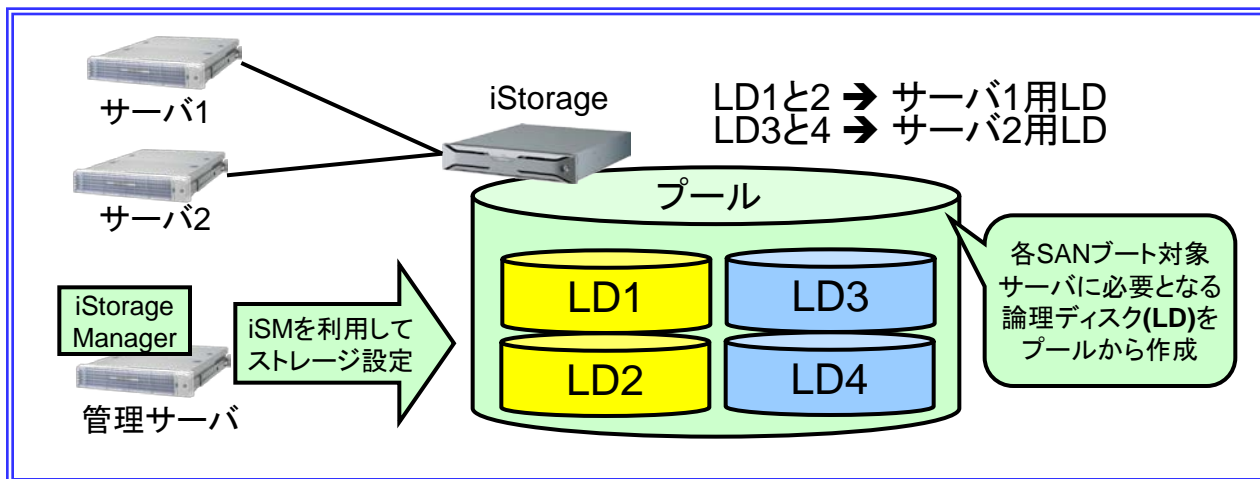 サーバ1
iStorage
LD1と2 ➔ サーバ1用LD
LD3と4 ➔ サーバ2用LD
サーバ2
プール
各SANブート対象
サーバに必要となる
論理ディスク(LD)を
プールから作成
LD1
LD3
LD2
LD4
iStorage
Manager
iSMを利用して
ストレージ設定
管理サーバ